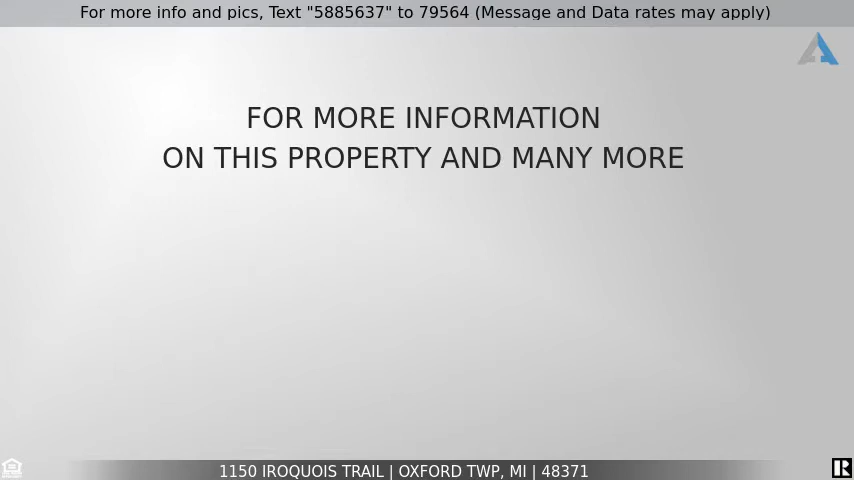 For more info and pics, Text "5885637" to 79564 (Message and Data rates may apply)
FOR MORE INFORMATION
ON THIS PROPERTY AND MANY MORE
1150 IROQUOIS TRAIL | OXFORD TWP, MI | 48371